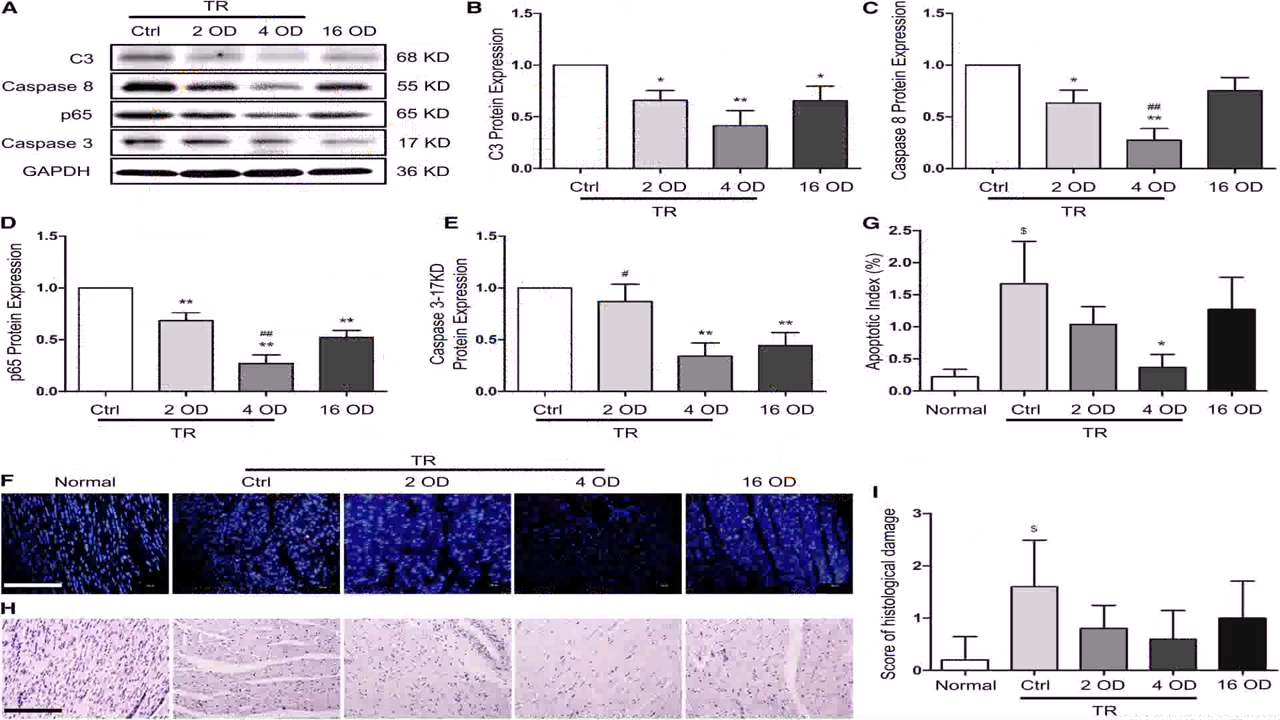 A
TR
Ctrl 2 OD 4 OD 16 OD
C3 68 KD
Caspase 8 55 KD
p65 65 KD
Caspase 3 17 KD
GAPDH 36 KD
B
C3 Protein Expression
1.5
1.0
0.5
0.0
* ** *
Ctrl 2 OD 4 OD 16 OD
TR
C
Caspase 8 Protein Expression
1.5
1.0
0.5
0.0
*
##
**
Ctrl 2 OD 4 OD 16 OD
TR
D
p65 Protein Expression
1.5
1.0
0.5
0.0
**
##
**
**
Ctrl 2 OD 4 OD 16 OD
TR
E
Caspase 3-17KD
Protein Expression
1.5
1.0
0.5
0.0
#
**
**
Ctrl 2 OD 4 OD 16 OD
TR
G
Apoptotic Index (%)
2.5
2.0
1.5
1.0
0.5
0.0
$
*
Normal Ctrl 2 OD 4 OD 16 OD
TR
F
TR
Normal Ctrl 2 OD 4 OD 16 OD
H
I
Score of histological damage
3
2
1
0
$
Normal Ctrl 2 OD 4 OD 16 OD
TR